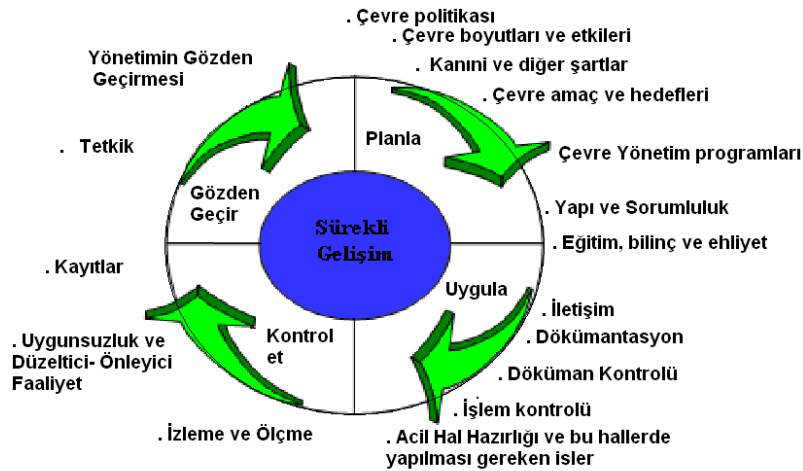 . Çevre politikası
. Çevre boyutları ve etkileri
. Kanıni ve diğer şartlar
. Çevre amaç ve hedefleri
Çevre Yönetim programları
. Yapı ve Sorumluluk
. Eğitim, bilinç ve ehliyet
. İletişim
. Dökümantasyon
. Döküman Kontrolü
. İşlem kontrolü
. Acil Hal Hazırlığı ve bu hallerde
yapılması gereken isler
. İzleme ve Ölçme
. Uygunsuzluk ve
Düzeltici- Önleyici
Faaliyet
. Kayıtlar
. Tetkik
Yönetimin Gözden
Geçirmesi
Planla
Uygula
Kontrol
et
Gözden
Geçir
Sürekli
Gelişim